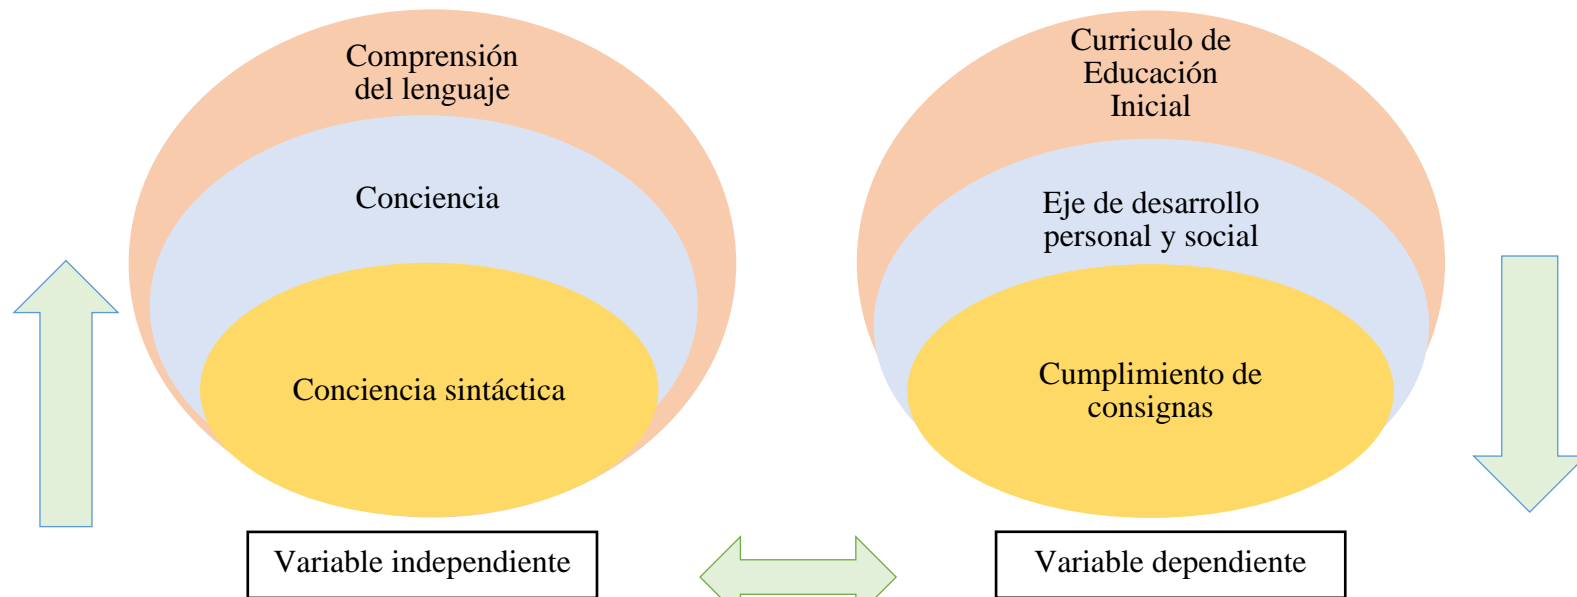 Comprensión
del lenguaje
Conciencia
Conciencia sintáctica
Variable independiente
Curriculo de
Educación
Inicial
Eje de desarrollo
personal y social
Cumplimiento de
consignas
Variable dependiente